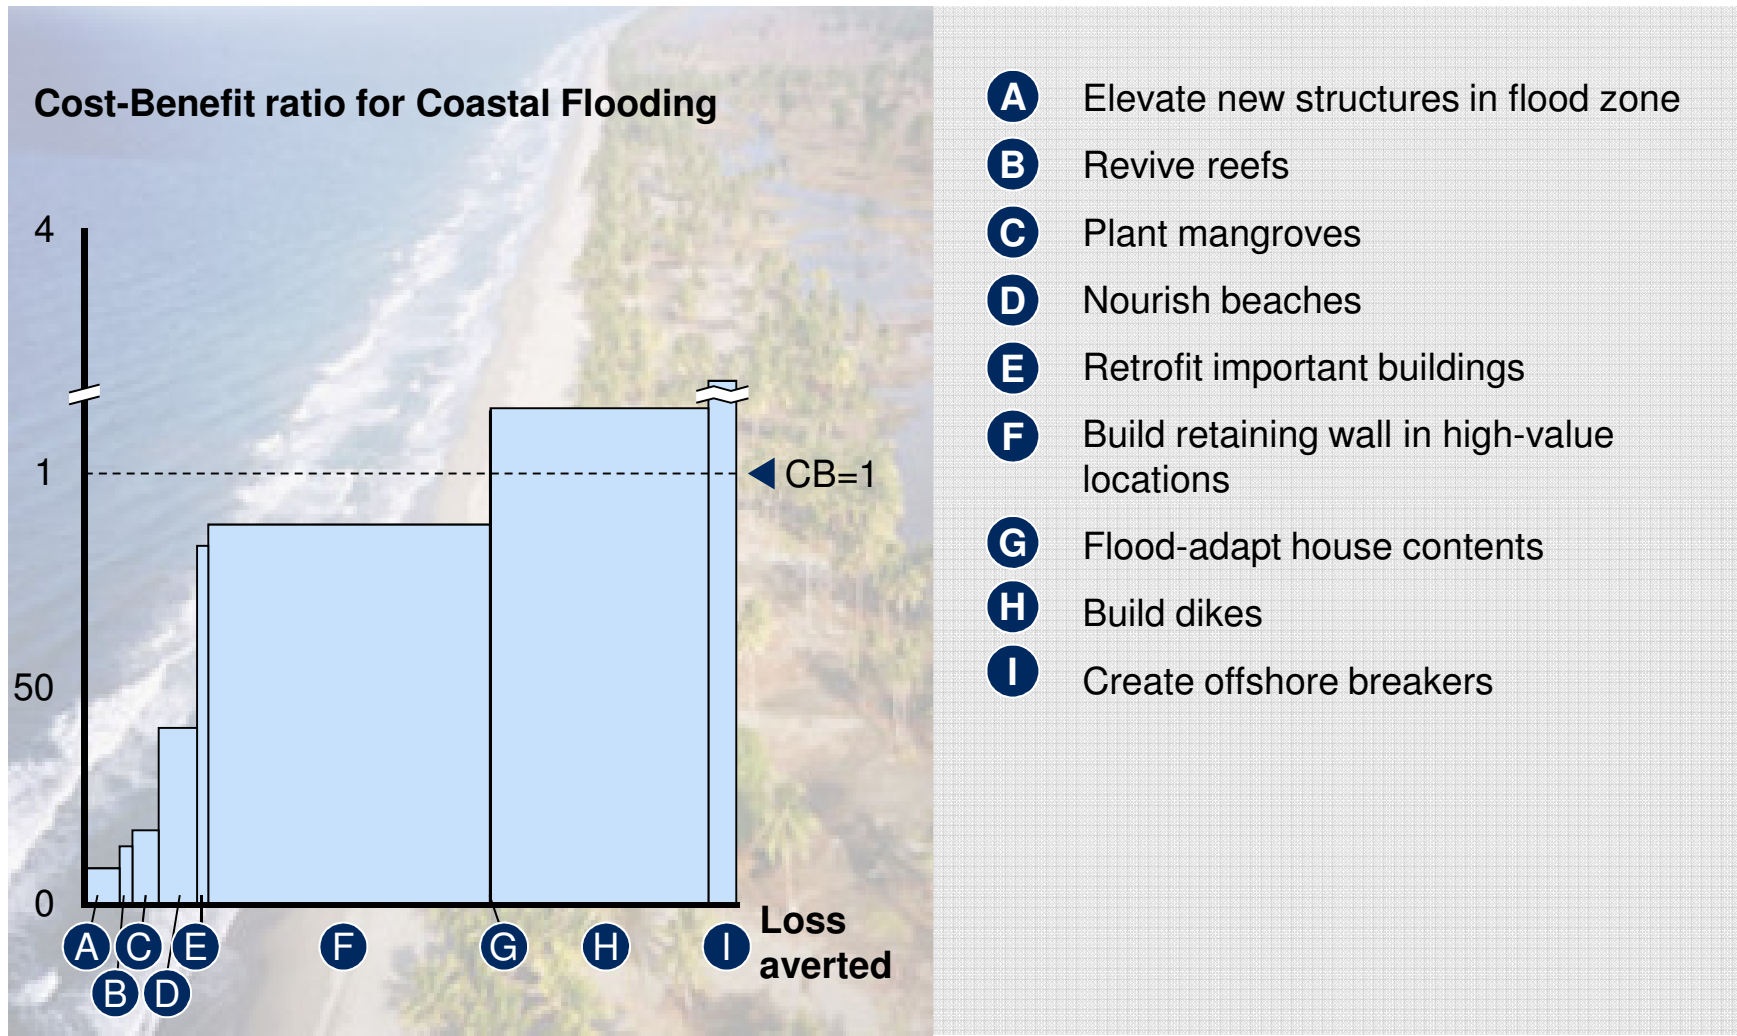 Cost-Benefit ratio for Coastal Flooding
4
1
CB=1
50
0
A
C
E
F
G
H
I
B
D
Loss
averted
A Elevate new structures in flood zone
B Revive reefs
C Plant mangroves
D Nourish beaches
E Retrofit important buildings
F Build retaining wall in high-value
locations
G Flood-adapt house contents
H Build dikes
I Create offshore breakers